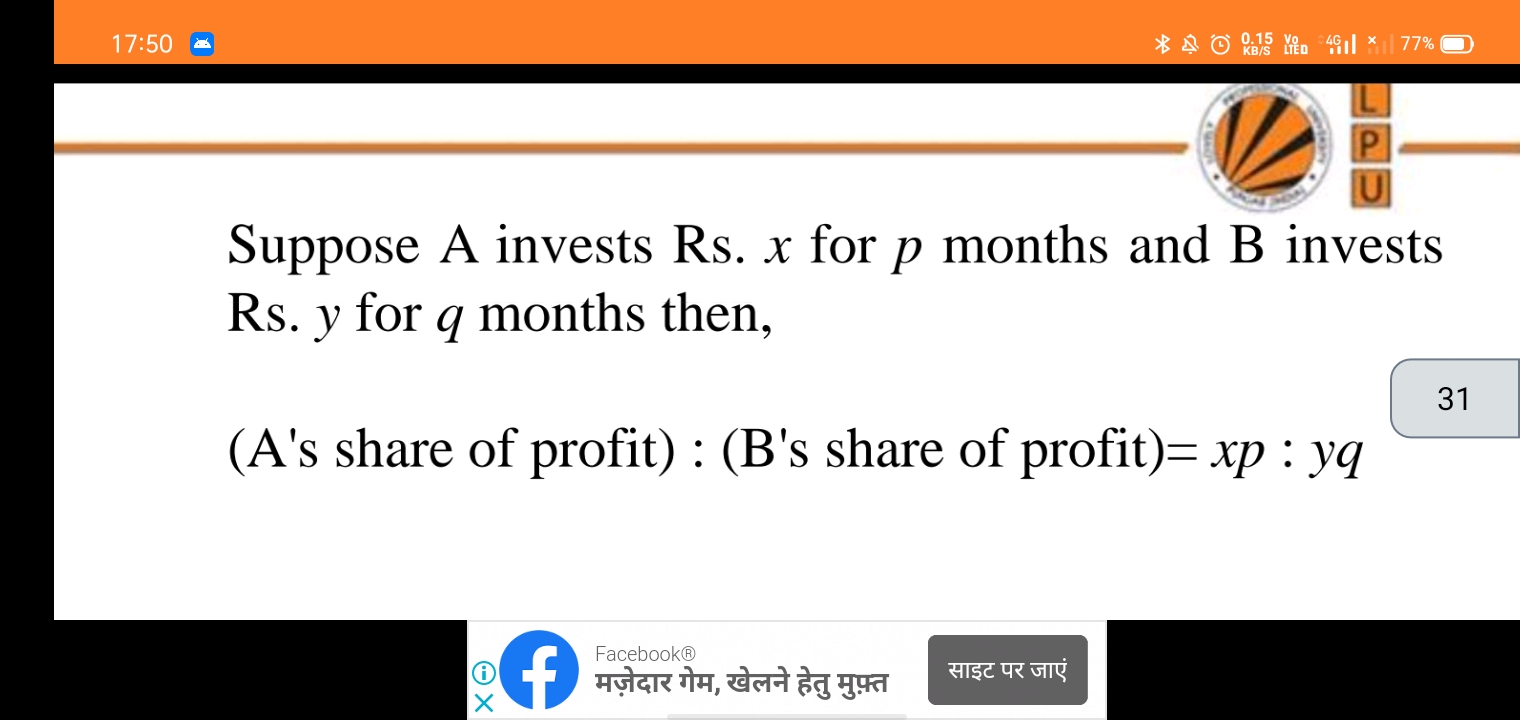 17:50 0.15 KB/S Vo LTE 4G 77%
L
P
U
Suppose A invests Rs. x for p months and B invests
Rs. y for q months then,
31
(A's share of profit) : (B's share of profit)= xp : yq
Facebook®
मज़ेदार गेम, खेलने हेतु मुफ़्त
साइट पर जाएं